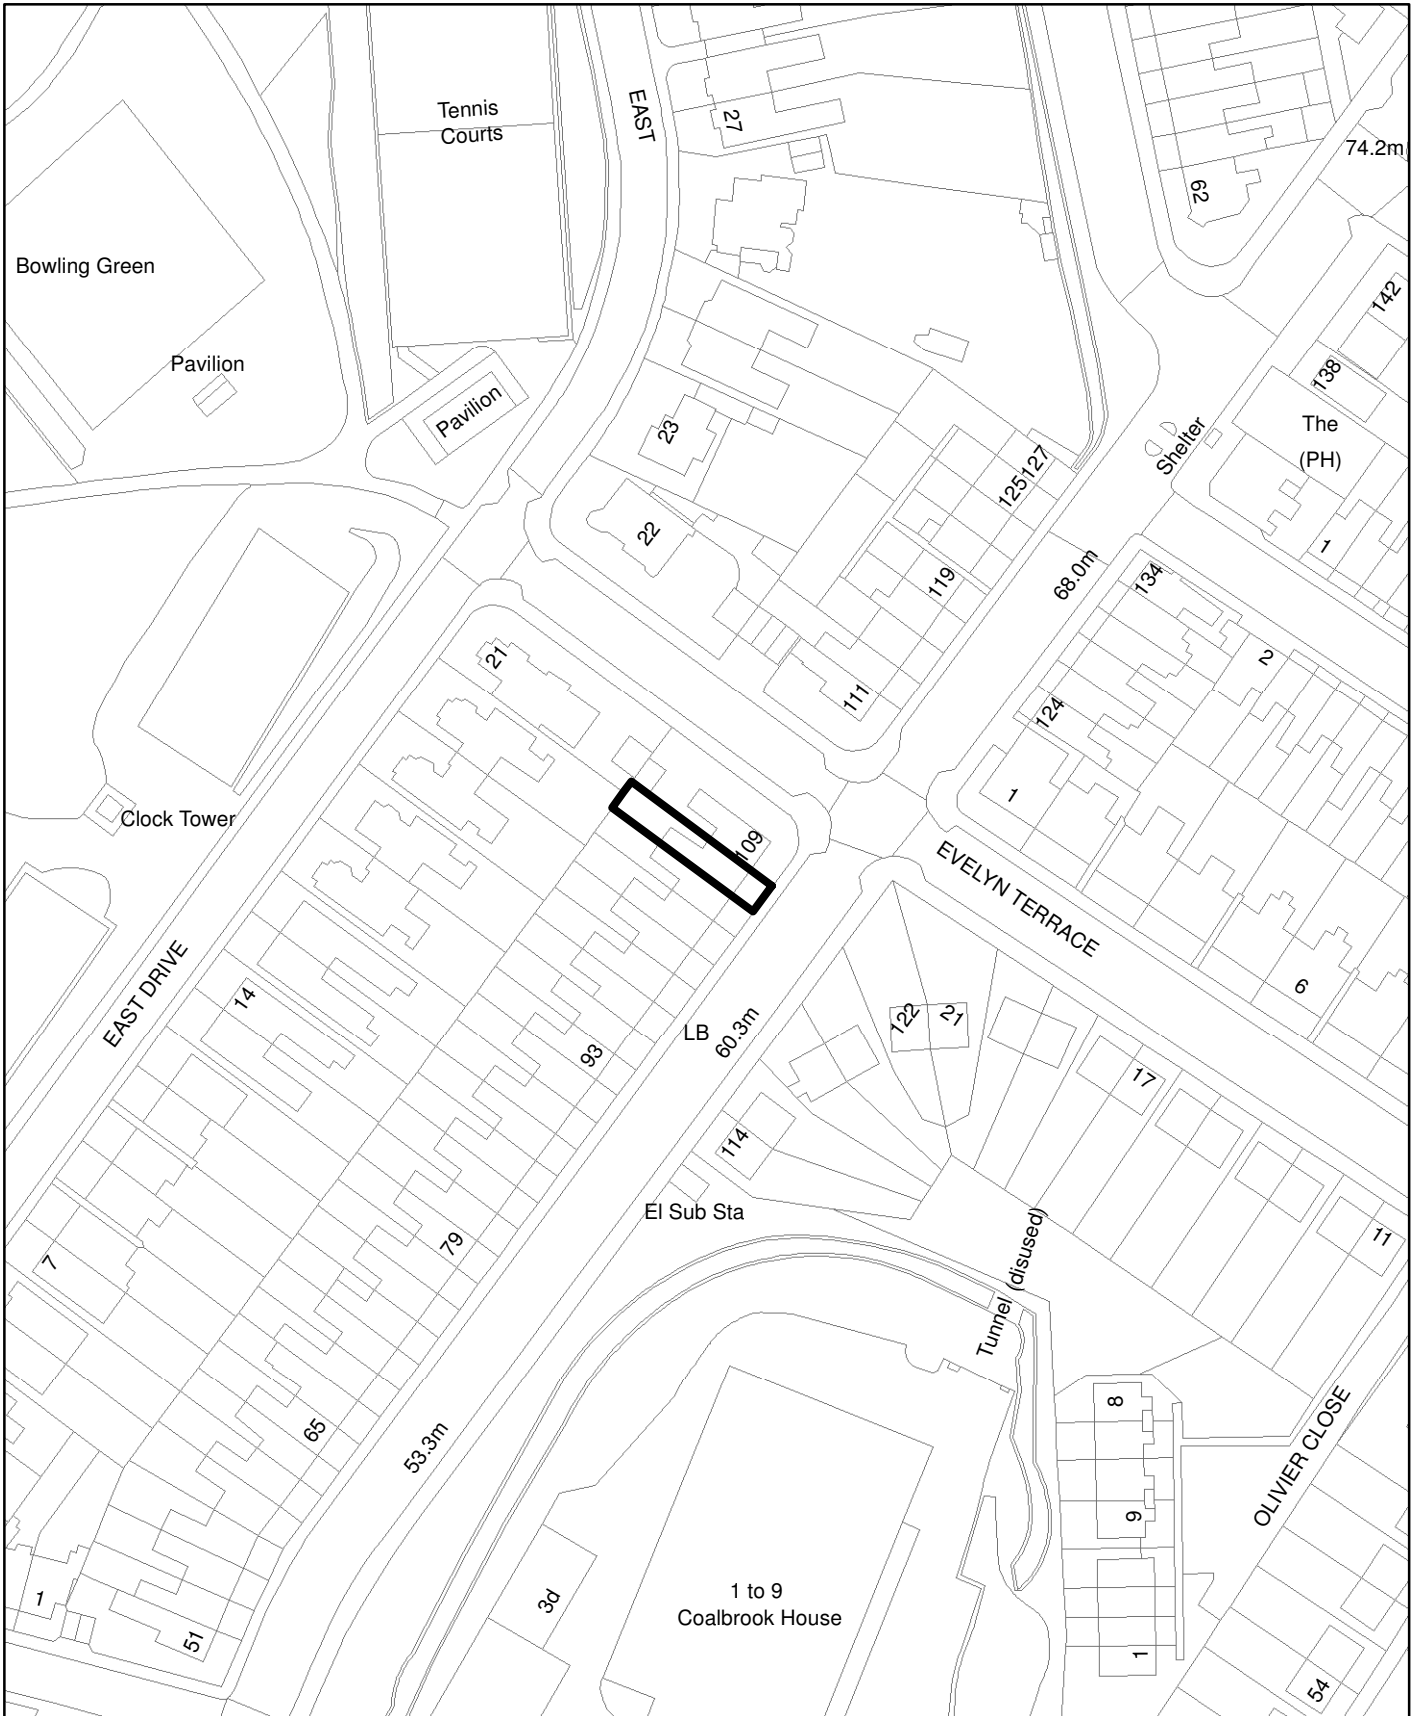 EAST
Tennis
Courts
27
74.2m
62
Bowling Green
142
Pavilion
138
Pavilion
23
The
(PH)
Shelter
125
127
22
1
119
68.0m
134
21
2
111
124
1
Clock Tower
109
EVELYN TERRACE
EAST DRIVE
14
6
122
21
LB
60.3m
93
17
114
El Sub Sta
11
79
7
Tunnel (disused)
8
65
53.3m
OLIVIER CLOSE
6
1 to 9
Coalbrook House
3d
1
51
1
54